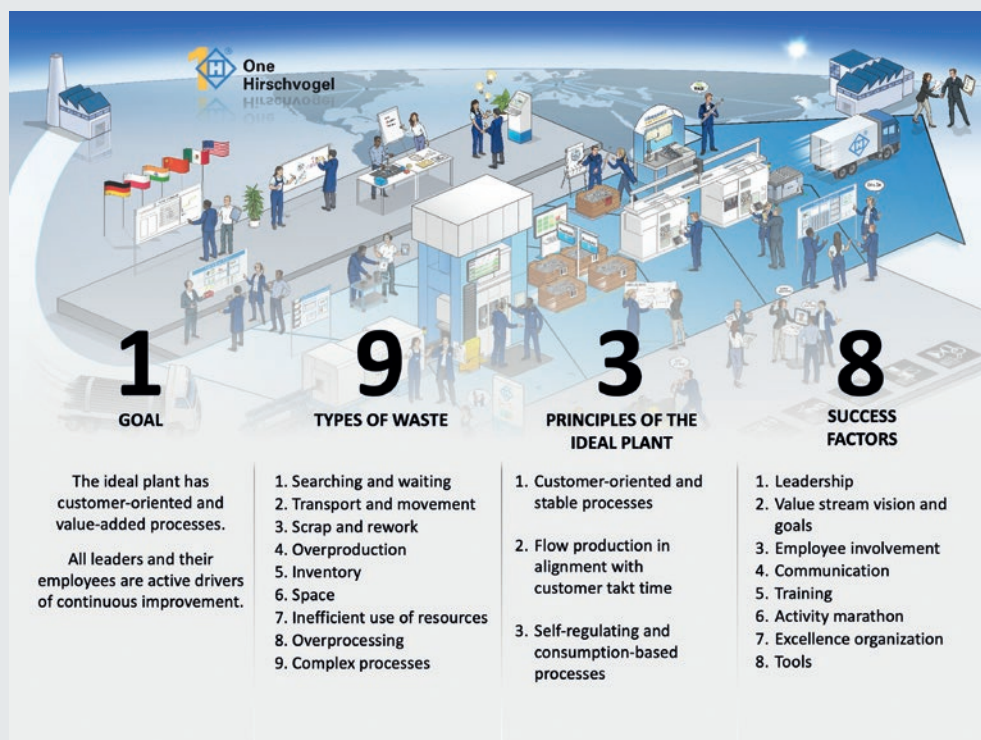 One
Hirschvogel
1
GOAL
The ideal plant has
customer-oriented and
value-added processes.
All leaders and their
employees are active drivers
of continuous improvement.
9
TYPES OF WASTE
1. Searching and waiting
2. Transport and movement
3. Scrap and rework
4. Overproduction
5. Inventory
6. Space
7. Inefficient use of resources
8. Overprocessing
9. Complex processes
3
PRINCIPLES OF THE
IDEAL PLANT
1. Customer-oriented and
stable processes
2. Flow production in
alignment with
customer takt time
3. Self-regulating and
consumption-based
processes
8
SUCCESS
FACTORS
1. Leadership
2. Value stream vision and
goals
3. Employee involvement
4. Communication
5. Training
6. Activity marathon
7. Excellence organization
8. Tools